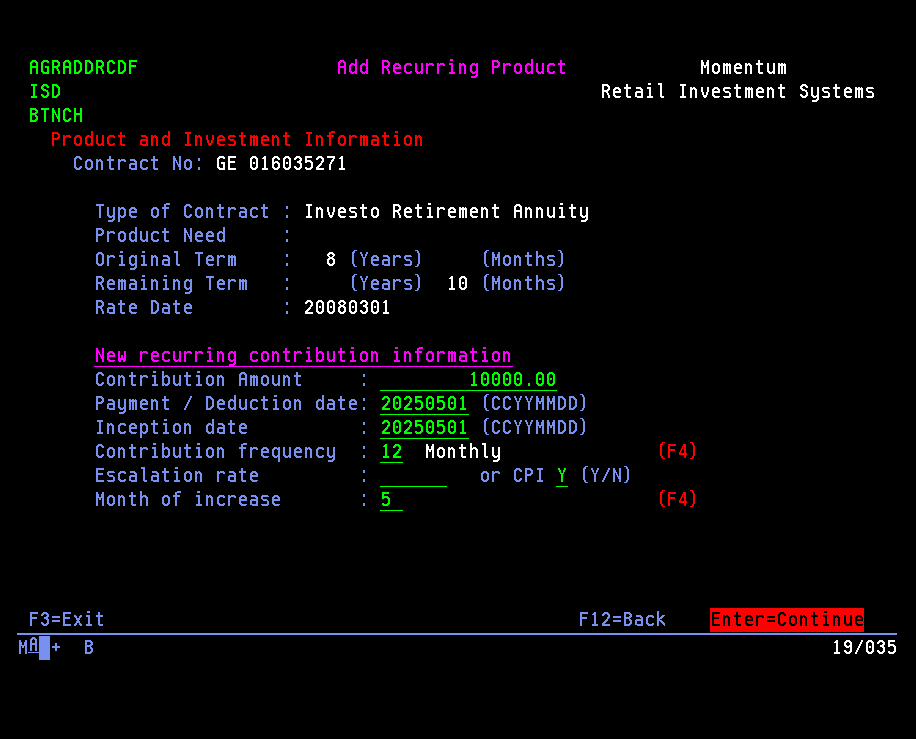 AGRADDRCDF Add Recurring Product Momentum
ISD Retail Investment Systems
BTNCH
Product and Investment Information
Contract No: GE 016035271
Type of Contract : Investo Retirement Annuity
Product Need :
Original Term : 8 (Years) (Months)
Remaining Term : (Years) 10 (Months)
Rate Date : 20080301
New recurring contribution information
Contribution Amount : 10000.00
Payment / Deduction date: 20250501 (CCYYMMDD)
Inception date : 20250501 (CCYYMMDD)
Contribution frequency : 12 Monthly (F4)
Escalation rate : or CPI Y (Y/N)
Month of increase : 5 (F4)
F3=Exit F12=Back Enter=Continue
MA + B 19/035